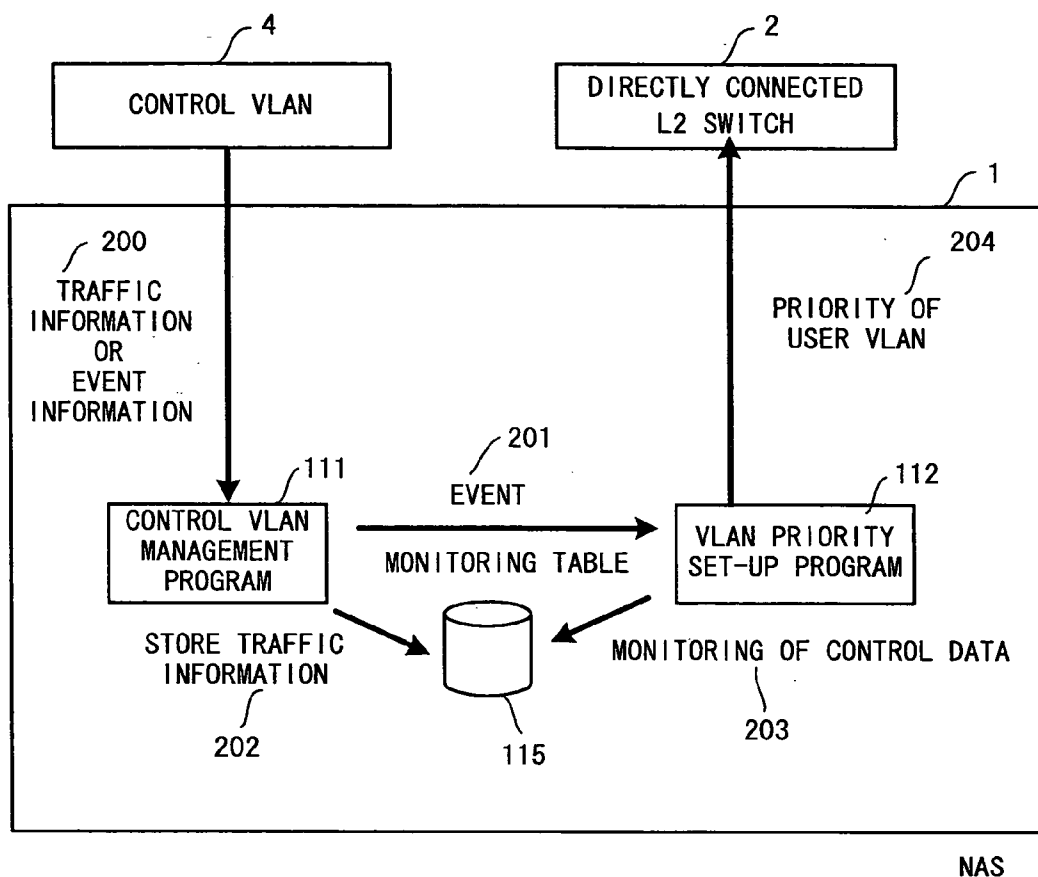 4
CONTROL VLAN
2
DIRECTLY CONNECTED
L2 SWITCH
1
200
TRAFFIC
INFORMATION
OR
EVENT
INFORMATION
204
PRIORITY OF
USER VLAN
111
CONTROL VLAN
MANAGEMENT
PROGRAM
201
EVENT
MONITORING TABLE
112
VLAN PRIORITY
SET-UP PROGRAM
STORE TRAFFIC
INFORMATION
202
115
MONITORING OF CONTROL DATA
203
NAS